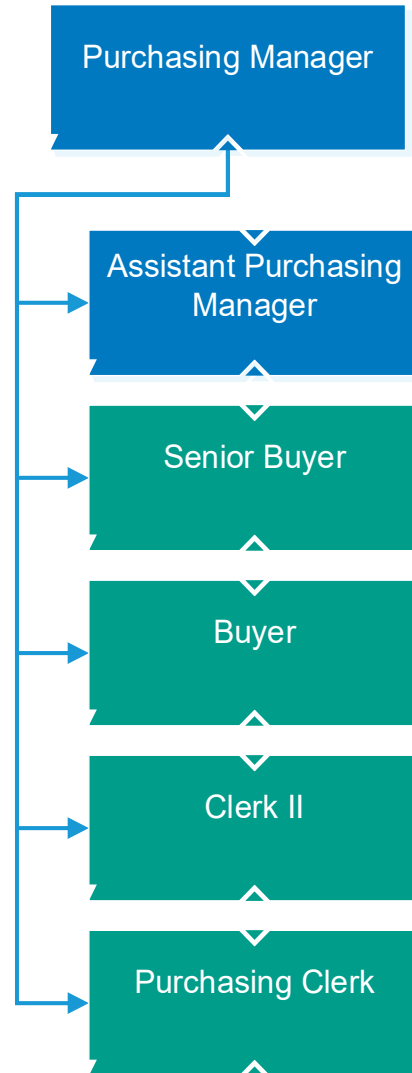 Purchasing Manager
Assistant Purchasing
Manager
Senior Buyer
Buyer
Clerk II
Purchasing Clerk